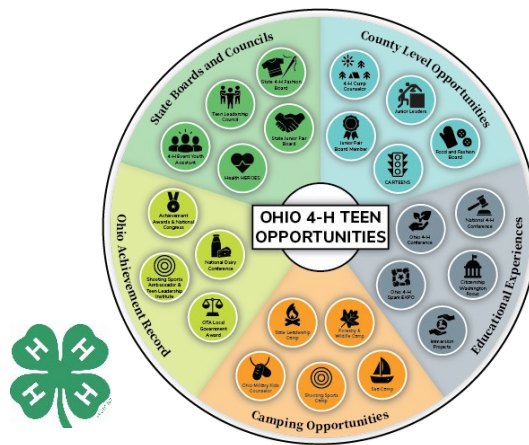 State Boards and Councils
State 4-H Fashion
Board
Teen Leadership
Council
State Junior Fair
Board
4-H Event Youth
Assistant
Health HEROES
County Level Opportunities
4-H Camp
Counselor
Junior Leaders
Junior Fair
Board Member
Food and Fashion
Board
CARTEENS
OHIO 4-H TEEN
OPPORTUNITIES
Ohio Achievement Record
Achievement
Awards & National
Congress
National Dairy
Conference
Shooting Sports
Ambassador &
Teen Leadership
Institute
OTA Local
Government
Award
Educational Experiences
National 4-H
Conference
Ohio 4-H
Conference
Citizenship
Washington
Focus
Ohio 4-H
Spark EXPO
Immersion
Projects
Camping Opportunities
State Leadership
Camp
Forestry &
Wildlife Camp
Ohio Military Kids
Counselor
Shooting Sports
Camp
Sea Camp
H H
H H